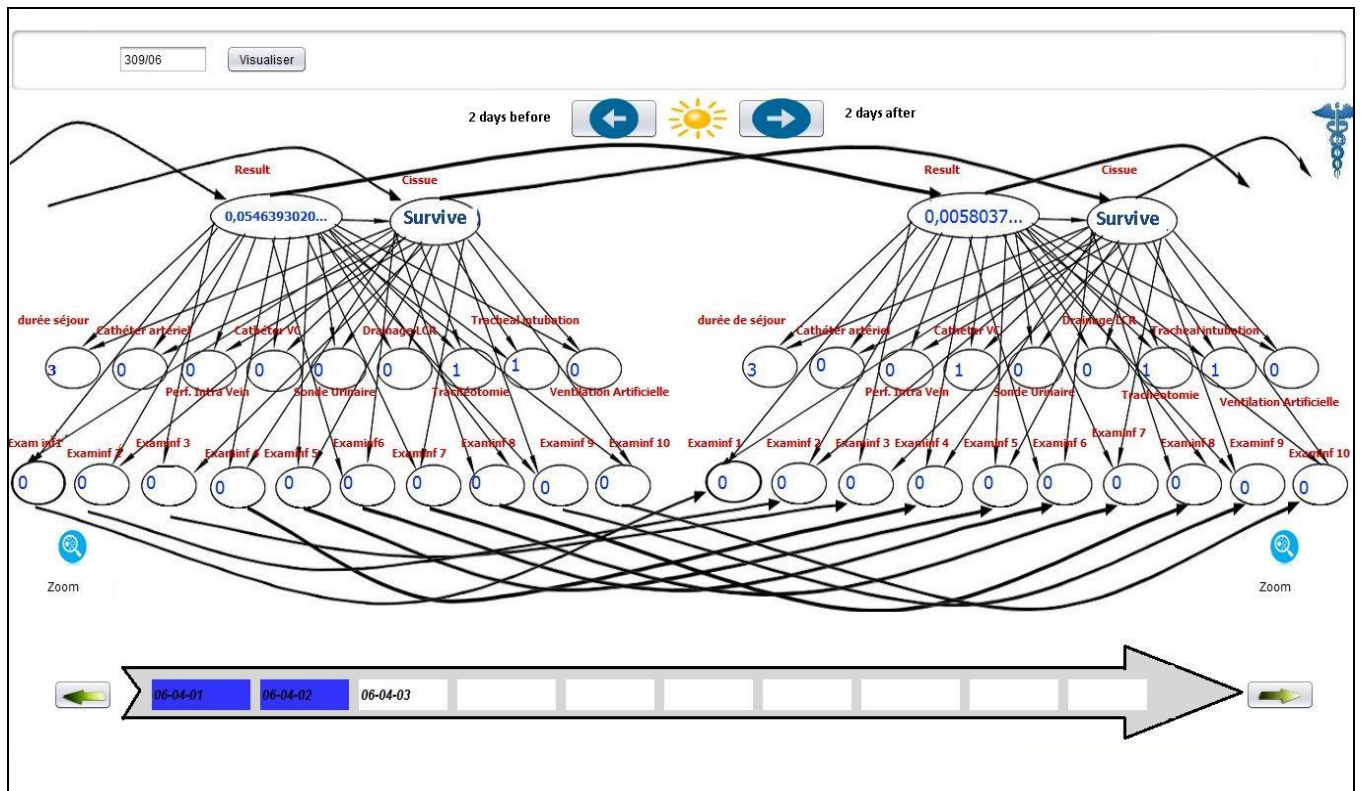 309/06 Visualiser
2 days before 2 days after
Result Cissue Result Cissue
0,0546393020... Survive 0,0058037... Survive
durée séjour Cathéter artériel Cathéter VC Drainage LCR Tracheal intubation
durée de séjour Cathéter artériel Cathéter VC Drainage LCR Tracheal intubation
3 0 0 0 0 0 1 1 0
3 0 0 1 0 0 1 1 0
Perf. Intra Vein Sonde Urinaire Trachéotomie Ventilation Artificielle
Perf. Intra Vein Sonde Urinaire Trachéotomie Ventilation Artificielle
Exam inf1 Examinf 2 Examinf 3 Examinf 4 Examinf 5 Examinf6 Examinf 7 Examinf 8 Examinf 9 Examinf 10
Examinf 1 Examinf 2 Examinf 3 Examinf 4 Examinf 5 Examinf 6 Examinf 7 Examinf 8 Examinf 9 Examinf 10
0 0 0 0 0 0 0 0 0 0
0 0 0 0 0 0 0 0 0 0
Zoom Zoom
06-04-01 06-04-02 06-04-03